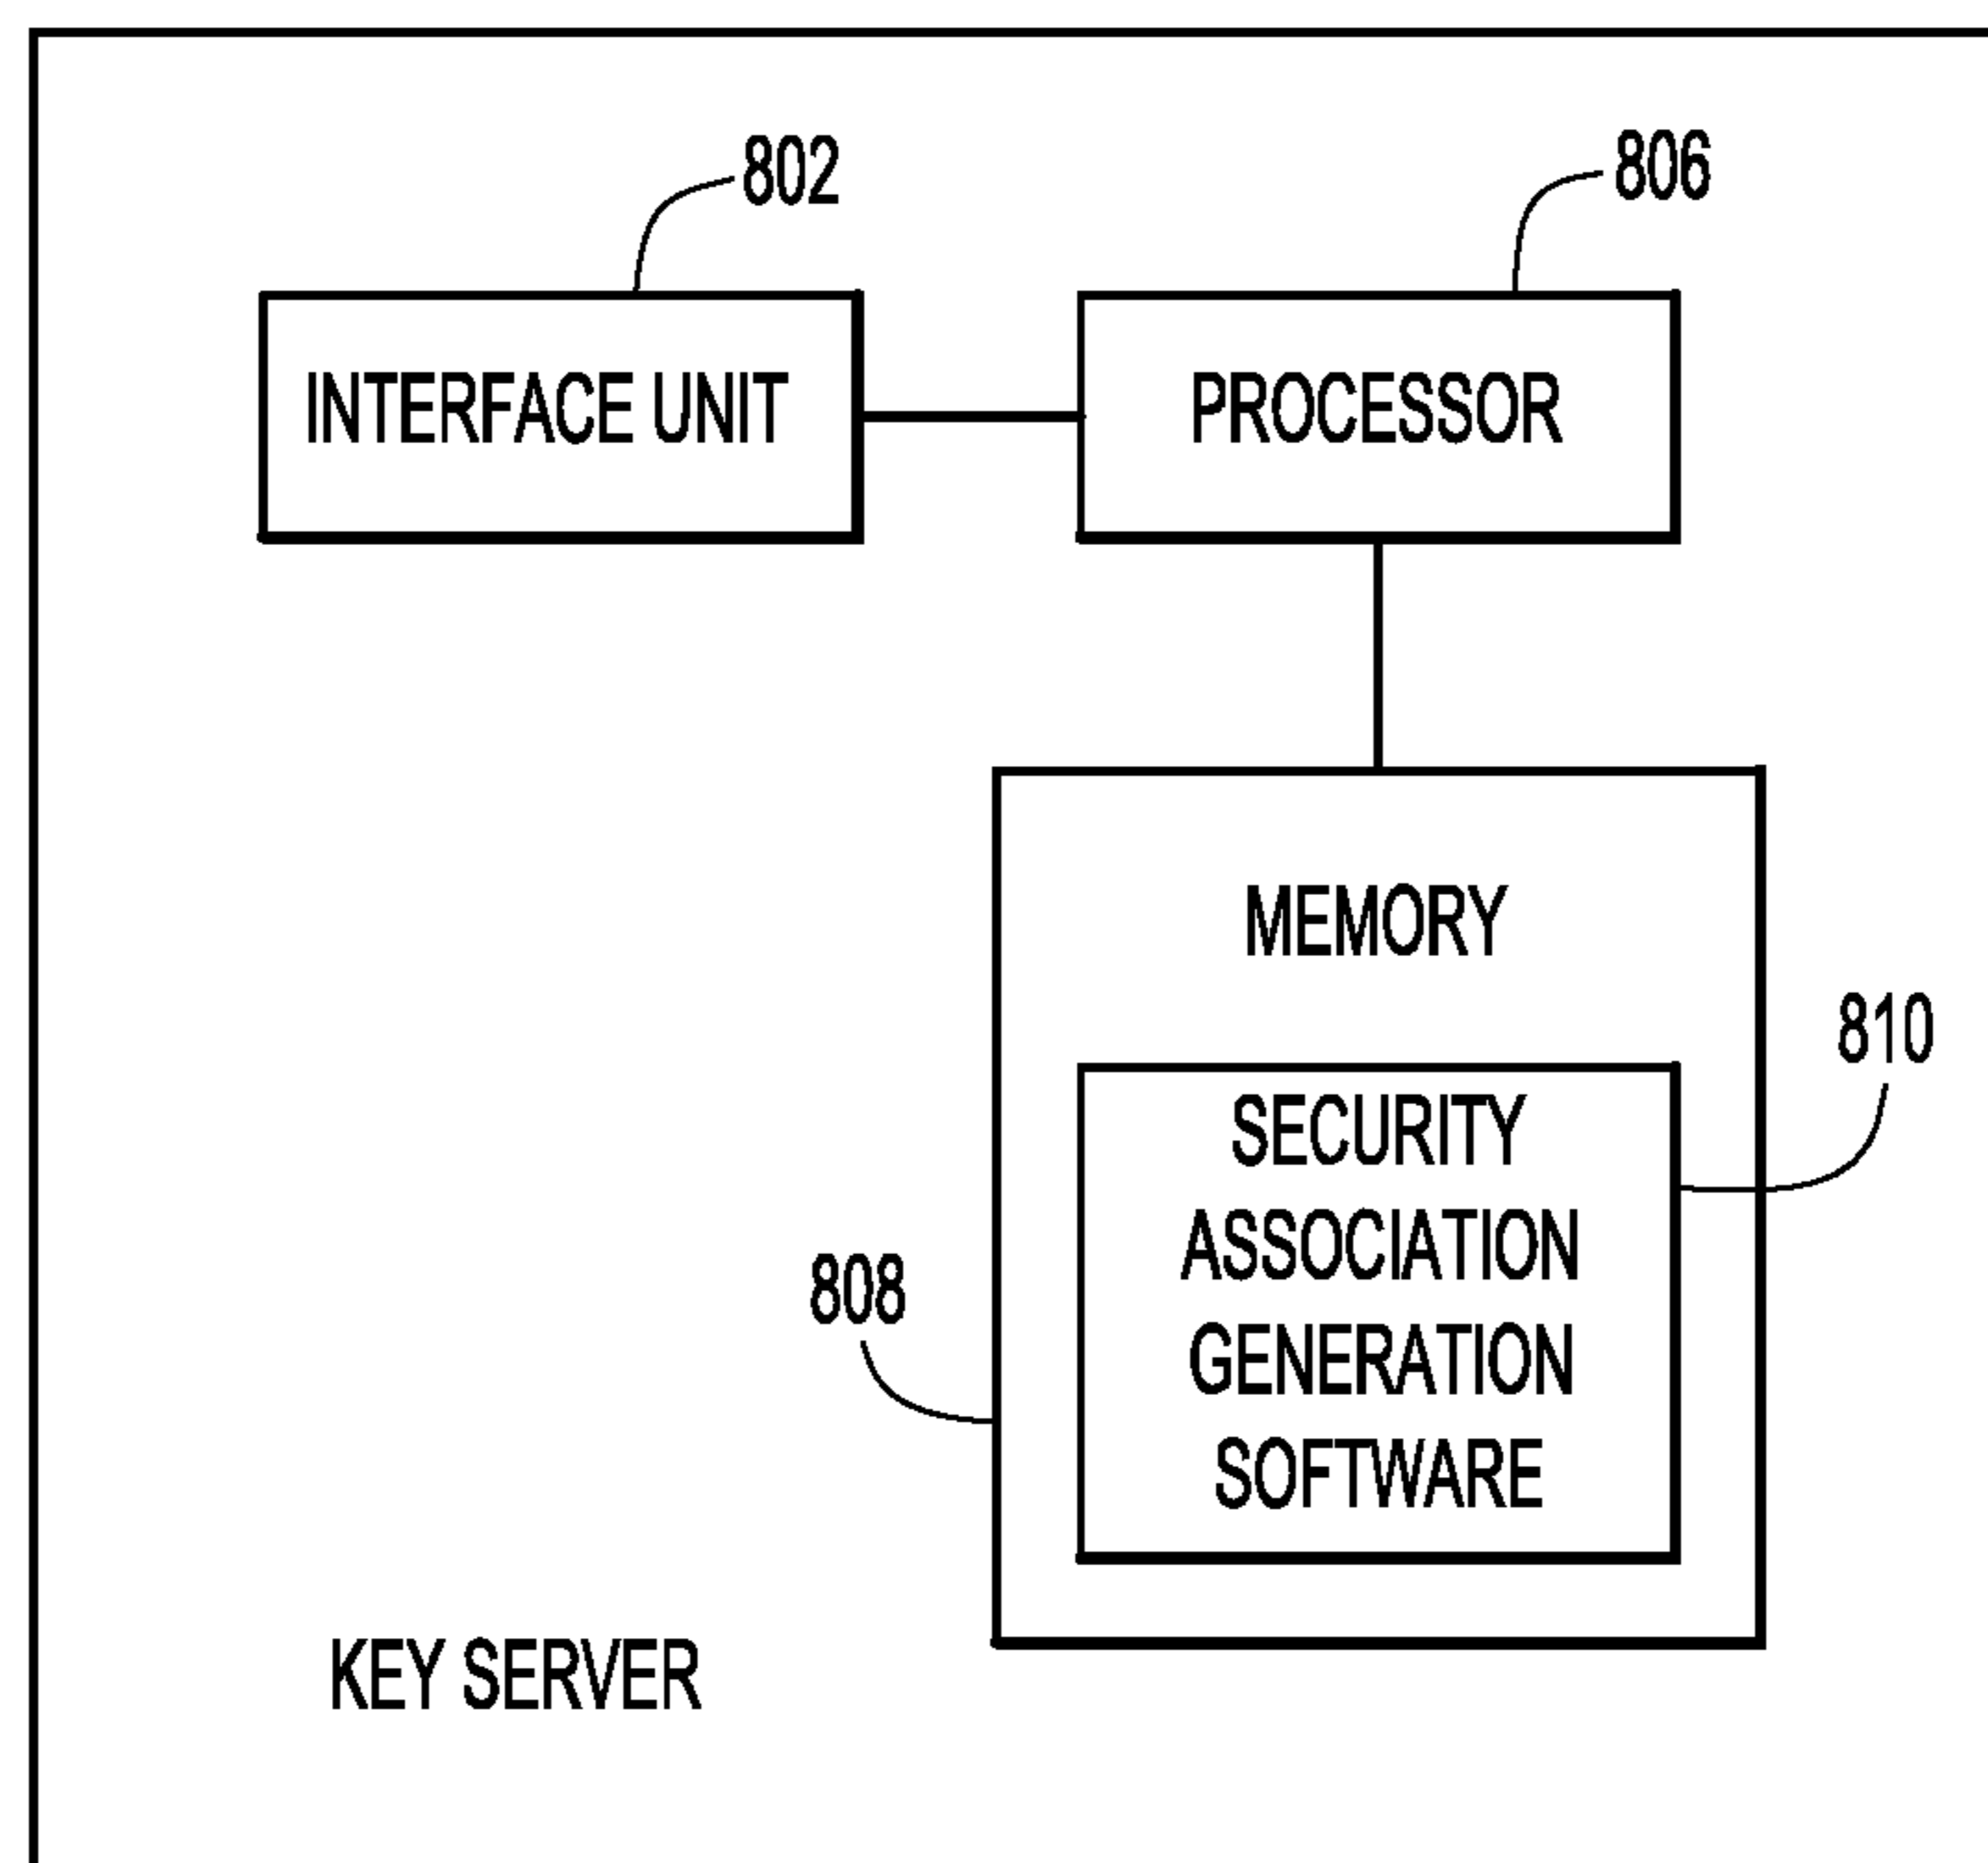 802
806
INTERFACE UNIT
PROCESSOR
MEMORY
810
SECURITY
ASSOCIATION
GENERATION
SOFTWARE
808
KEY SERVER